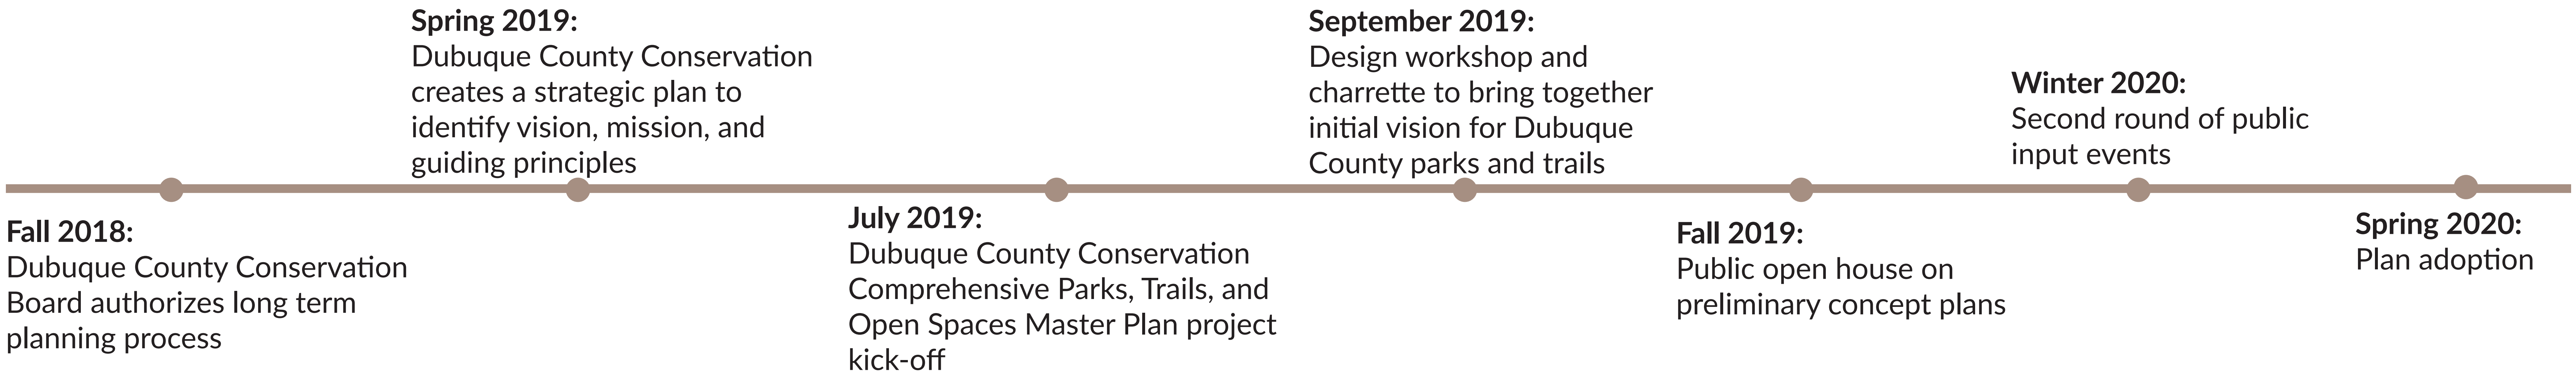 Fall 2018:
Dubuque County Conservation
Board authorizes long term
planning process
Spring 2019:
Dubuque County Conservation
creates a strategic plan to
identify vision, mission, and
guiding principles
July 2019:
Dubuque County Conservation
Comprehensive Parks, Trails, and
Open Spaces Master Plan project
kick-off
September 2019:
Design workshop and
charrette to bring together
initial vision for Dubuque
County parks and trails
Fall 2019:
Public open house on
preliminary concept plans
Winter 2020:
Second round of public
input events
Spring 2020:
Plan adoption